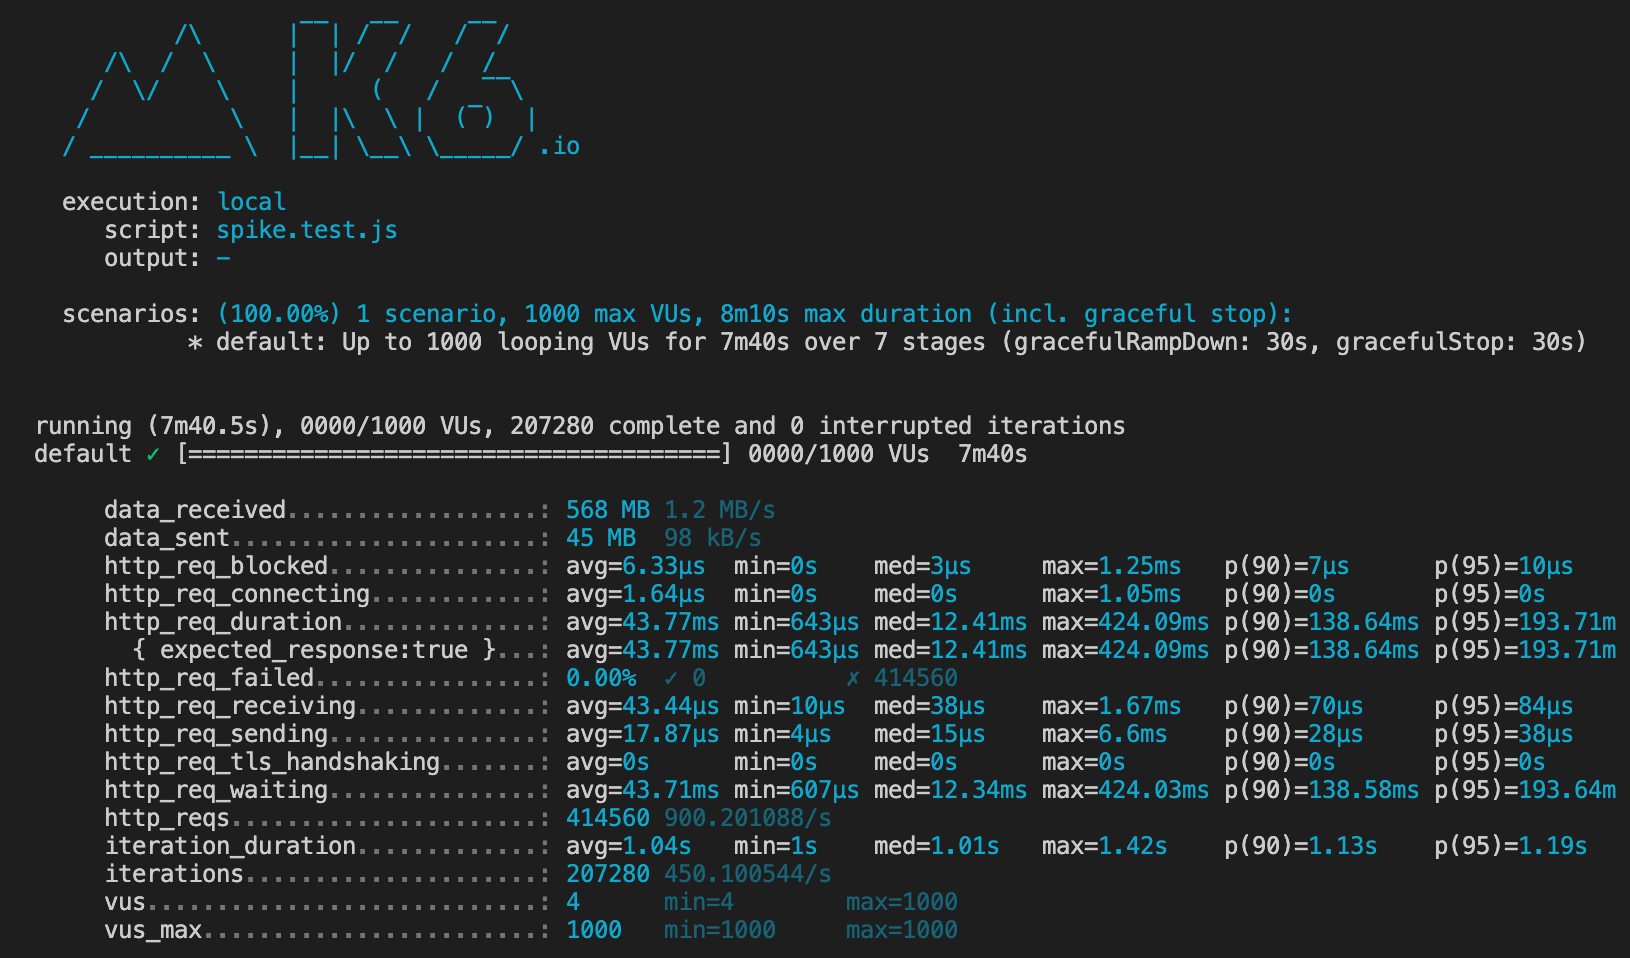 /\      |‾‾| /‾‾/   /‾‾/
     /\  /  \     |  |/  /   /  /
    /  \/    \    |     (   /   ‾‾\
   /          \   |  |\  \ |  (‾)  |
  / __________ \  |__| \__\ \_____/ .io
execution: local
script: spike.test.js
output: -
scenarios: (100.00%) 1 scenario, 1000 max VUs, 8m10s max duration (incl. graceful stop):
* default: Up to 1000 looping VUs for 7m40s over 7 stages (gracefulRampDown: 30s, gracefulStop: 30s)
running (7m40.5s), 0000/1000 VUs, 207280 complete and 0 interrupted iterations
default ✓ [======================================] 0000/1000 VUs  7m40s
data_received..................: 568 MB 1.2 MB/s
data_sent......................: 45 MB  98 kB/s
http_req_blocked...............: avg=6.33µs  min=0s    med=3µs     max=1.25ms   p(90)=7µs      p(95)=10µs
http_req_connecting............: avg=1.64µs  min=0s    med=0s      max=1.05ms   p(90)=0s       p(95)=0s
http_req_duration..............: avg=43.77ms min=643µs med=12.41ms max=424.09ms p(90)=138.64ms p(95)=193.71m
{ expected_response:true }...: avg=43.77ms min=643µs med=12.41ms max=424.09ms p(90)=138.64ms p(95)=193.71m
http_req_failed................: 0.00%  ✓ 0          ✗ 414560
http_req_receiving.............: avg=43.44µs min=10µs  med=38µs    max=1.67ms   p(90)=70µs     p(95)=84µs
http_req_sending...............: avg=17.87µs min=4µs   med=15µs    max=6.6ms    p(90)=28µs     p(95)=38µs
http_req_tls_handshaking.......: avg=0s      min=0s    med=0s      max=0s       p(90)=0s       p(95)=0s
http_req_waiting...............: avg=43.71ms min=607µs med=12.34ms max=424.03ms p(90)=138.58ms p(95)=193.64m
http_reqs......................: 414560 900.201088/s
iteration_duration.............: avg=1.04s   min=1s    med=1.01s   max=1.42s    p(90)=1.13s    p(95)=1.19s
iterations.....................: 207280 450.100544/s
vus............................: 4      min=4        max=1000
vus_max........................: 1000   min=1000     max=1000